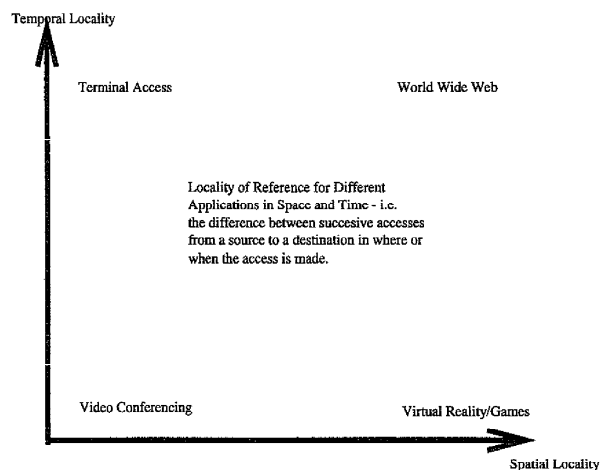 Temporal Locality
Terminal Access
World Wide Web
Locality of Reference for Different
Applications in Space and Time - i.e.
the difference between succesive accesses
from a source to a destination in where or
when the access is made.
Video Conferencing
Virtual Reality/Games
Spatial Locality